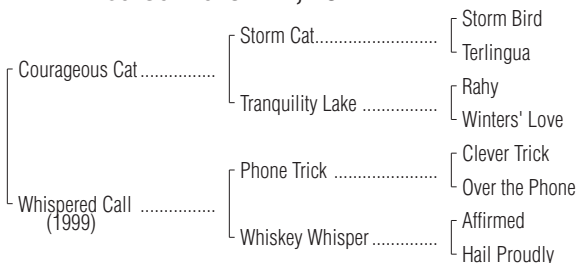 Storm Bird
Storm Cat........................
Terlingua
Courageous Cat...............
Rahy
Tranquility Lake ...............
Winters' Love
Clever Trick
Phone Trick .....................
Over the Phone
Whispered Call ...............
(1999)
Affirmed
Whiskey Whisper.............
Hail Proudly